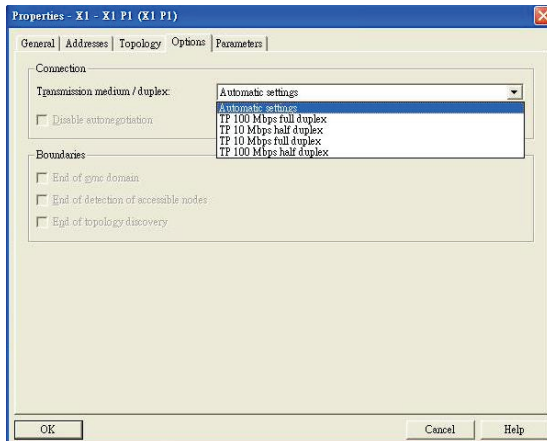 Properties - X1 - X1 P1 (X1 P1)
General Addresses Topology Options Parameters
Connection
Transmission medium / duplex:
Automatic settings
Automatic settings
TP 100 Mbps full duplex
TP 10 Mbps half duplex
TP 10 Mbps full duplex
TP 100 Mbps half duplex
Disable autonegotiation
Boundaries
End of sync domain
End of detection of accessible nodes
End of topology discovery
OK Cancel Help